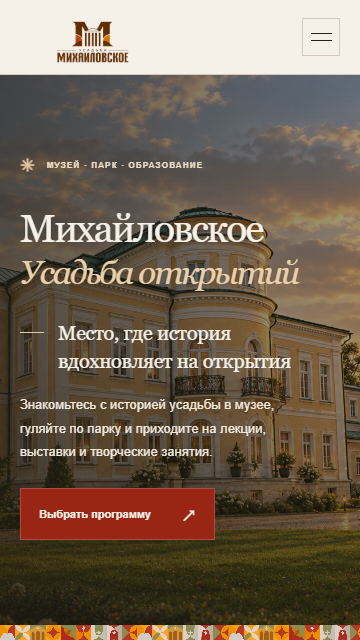 УСАДЬБА
МИХАЙЛОВСКОЕ
МУЗЕЙ · ПАРК · ОБРАЗОВАНИЕ
Михайловское
Усадьба открытий
Место, где история
вдохновляет на открытия
Знакомьтесь с историей усадьбы в музее,
гуляйте по парку и приходите на лекции,
выставки и творческие занятия.
Выбрать программу ↗